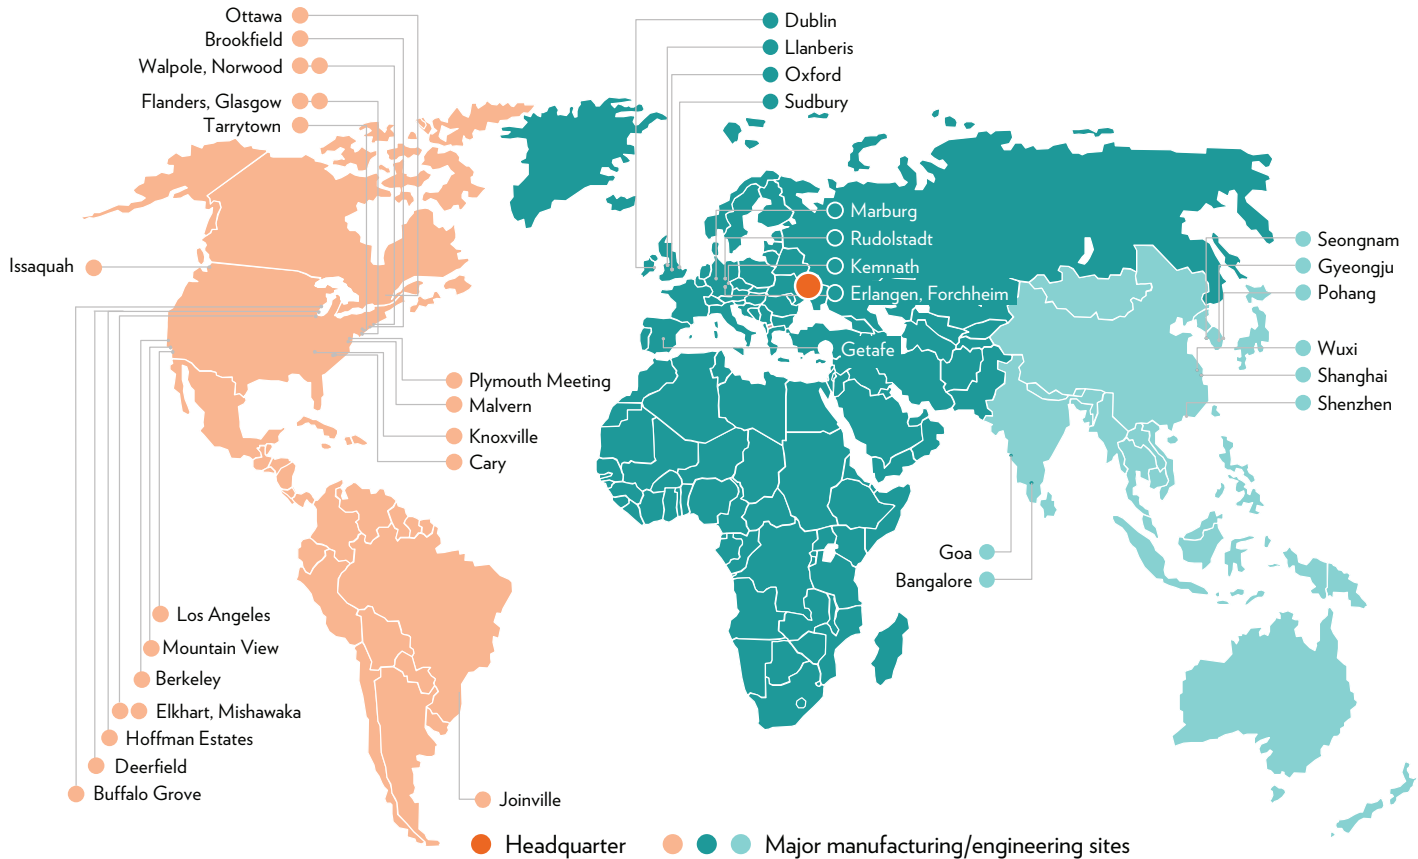 Ottawa
Brookfield
Walpole, Norwood
Flanders, Glasgow
Tarrytown
Issaquah
Plymouth Meeting
Malvern
Knoxville
Cary
Los Angeles
Mountain View
Berkeley
Elkhart, Mishawaka
Hoffman Estates
Deerfield
Buffalo Grove
Joinville
Dublin
Llanberis
Oxford
Sudbury
Marburg
Rudolstadt
Kemnath
Erlangen, Forchheim
Getafe
Seongnam
Gyeongju
Pohang
Wuxi
Shanghai
Shenzhen
Goa
Bangalore
Headquarter
Major manufacturing/engineering sites